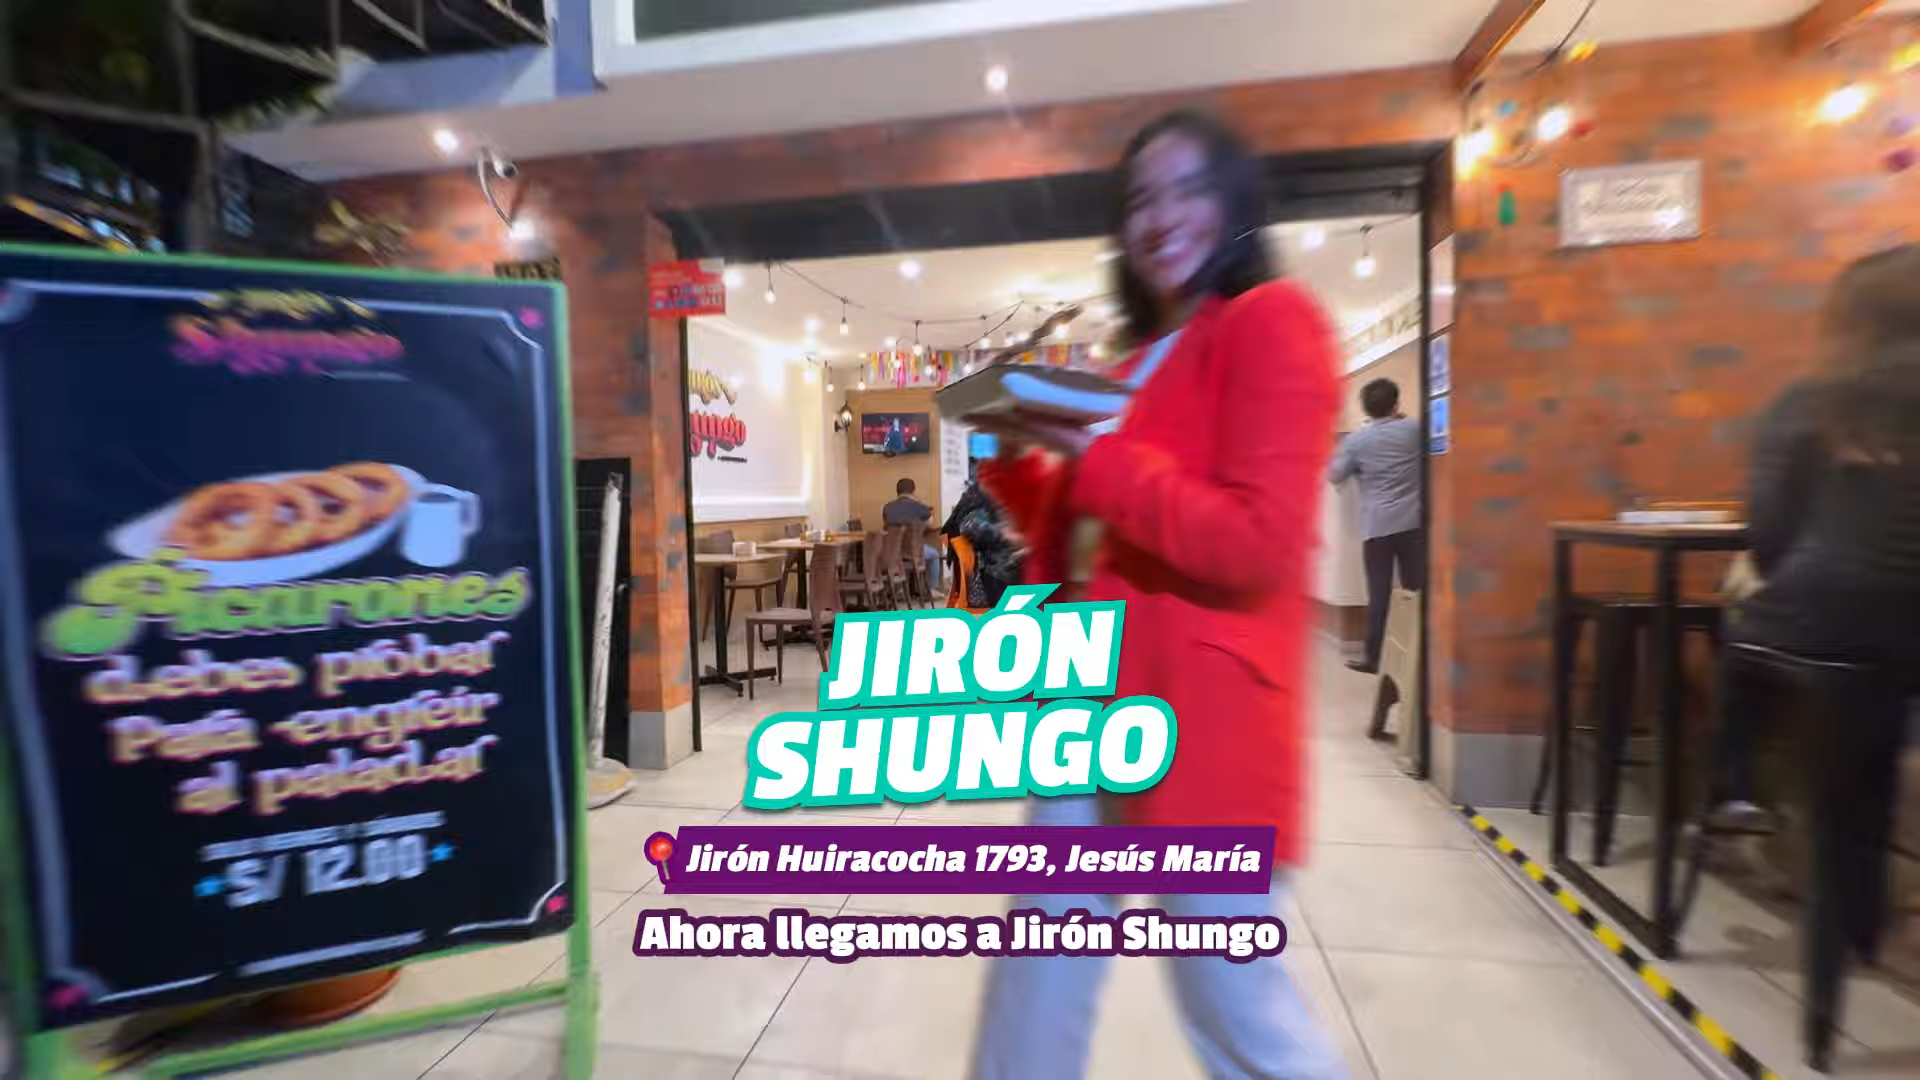 Picarones
debes probar
Para engreír
al paladar
S/ 12.00
JIRÓN
SHUNGO
Jirón Huiracocha 1793, Jesús María
Ahora llegamos a Jirón Shungo